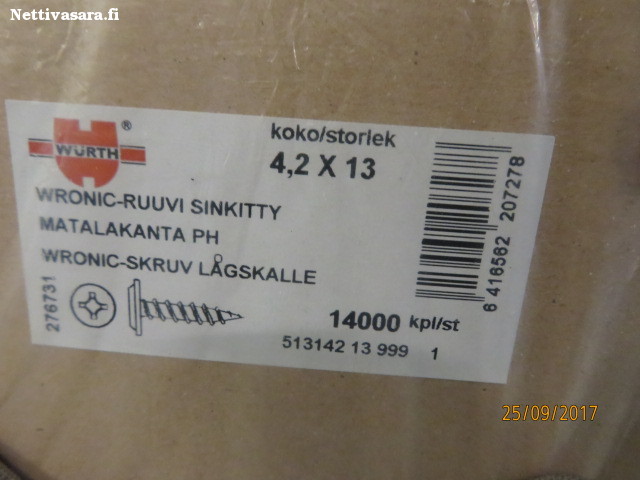 Nettivasara.fi
WÜRTH®
koko/storlek
4,2 X 13
WRONIC-RUUVI SINKITTY
MATALAKANTA PH
WRONIC-SKRUV LÅGSKALLE
276731
14000 kpl/st
513142 13 999 1
6 416562 207278
25/09/2017